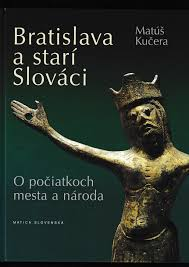 Bratislava
a starí
Slováci
Matúš
Kučera
O počiatkoch
mesta a národa
MATICA SLOVENSKÁ